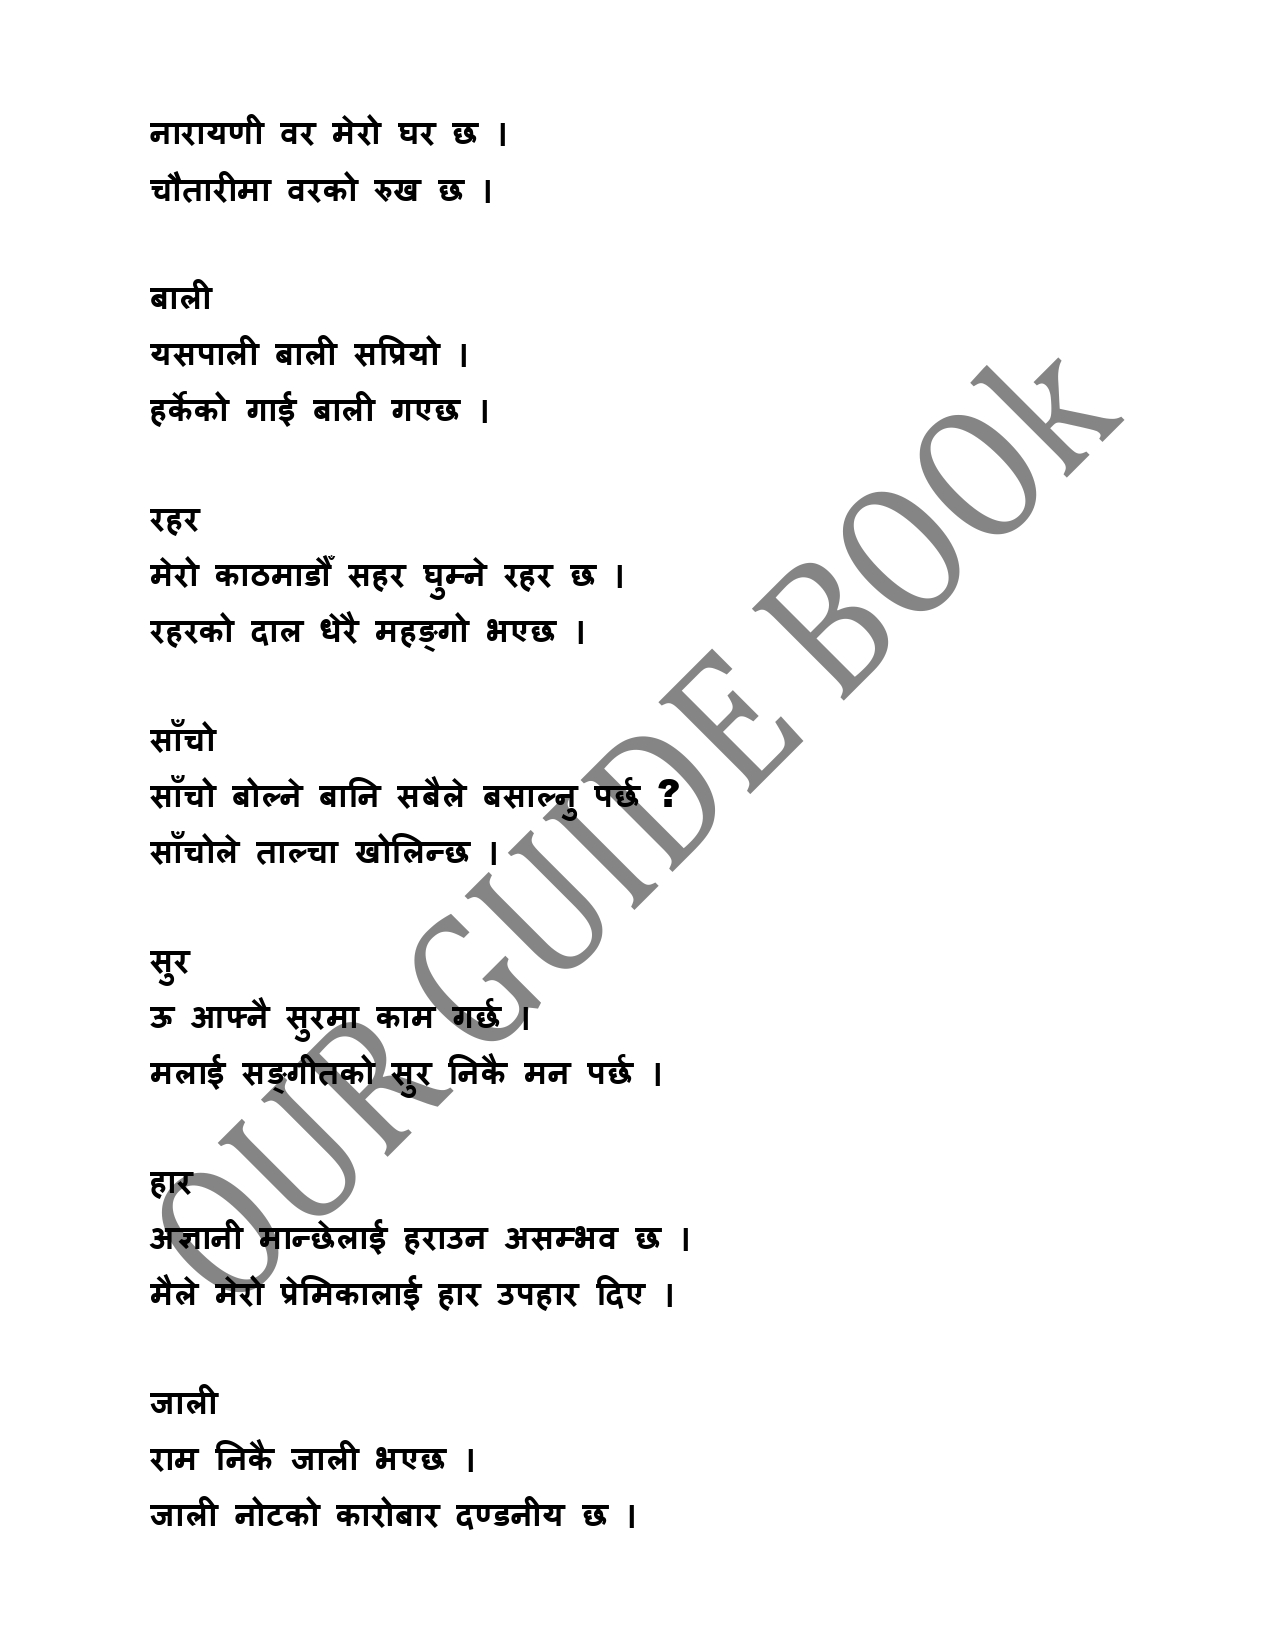 नारायणी वर मेरो घर छ ।
चौतारीमा वरको रुख छ ।
बाली
यसपाली बाली सप्रियो ।
हर्केको गाई बाली गएछ ।
रहर
मेरो काठमाडौँ सहर घुम्ने रहर छ ।
रहरको दाल धेरै महङ्गो भएछ ।
साँचो
साँचो बोल्ने बानि सबैले बसाल्नु पर्छ ?
साँचोले ताल्चा खोलिन्छ ।
सुर
ऊ आफ्नै सुरमा काम गर्छ ।
मलाई सङ्गीतको सुर निकै मन पर्छ ।
हार
अज्ञानी मान्छेलाई हराउन असम्भव छ ।
मैले मेरो प्रेमिकालाई हार उपहार दिए ।
जाली
राम निकै जाली भएछ ।
जाली नोटको कारोबार दण्डनीय छ ।
OUR GUIDE BOOk